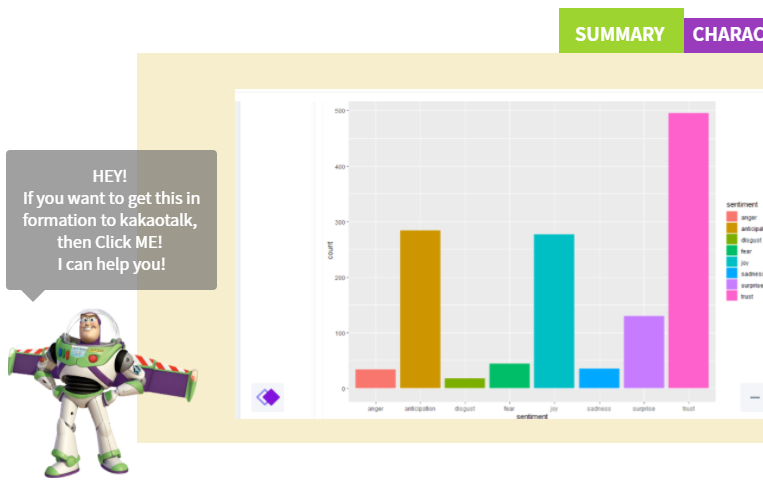 SUMMARY
CHARAC
HEY!
If you want to get this in
formation to kakaotalk,
then Click ME!
I can help you!
500
400
300
200
100
0
count
anger
anticipation
disgust
fear
joy
sadness
surprise
trust
sentiment
sentiment
anger
anticipat
disgust
fear
joy
sadness
surprise
trust